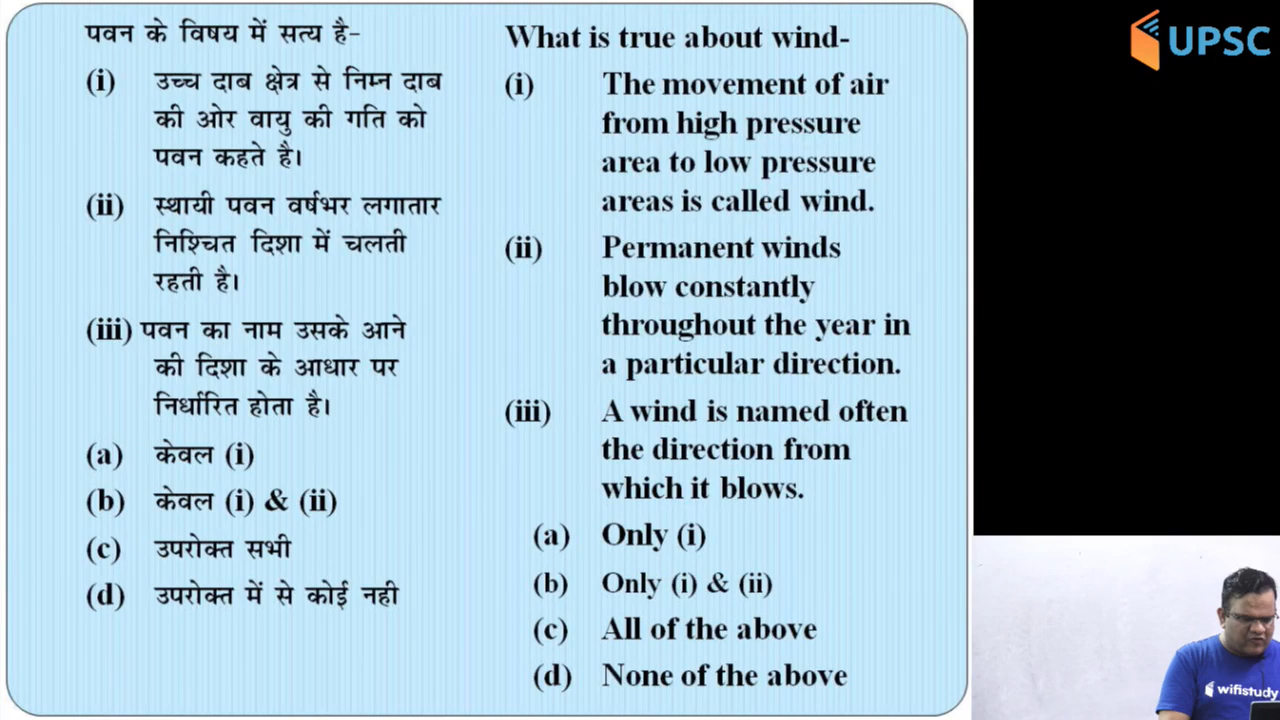 पवन के विषय में सत्य है-
(i) उच्च दाब क्षेत्र से निम्न दाब
की ओर वायु की गति को
पवन कहते है।
(ii) स्थायी पवन वर्षभर लगातार
निश्चित दिशा में चलती
रहती है।
(iii) पवन का नाम उसके आने
की दिशा के आधार पर
निर्धारित होता है।
(a) केवल (i)
(b) केवल (i) & (ii)
(c) उपरोक्त सभी
(d) उपरोक्त में से कोई नही
What is true about wind-
(i) The movement of air
from high pressure
area to low pressure
areas is called wind.
(ii) Permanent winds
blow constantly
throughout the year in
a particular direction.
(iii) A wind is named often
the direction from
which it blows.
(a) Only (i)
(b) Only (i) & (ii)
(c) All of the above
(d) None of the above
UPSC
wifistudy